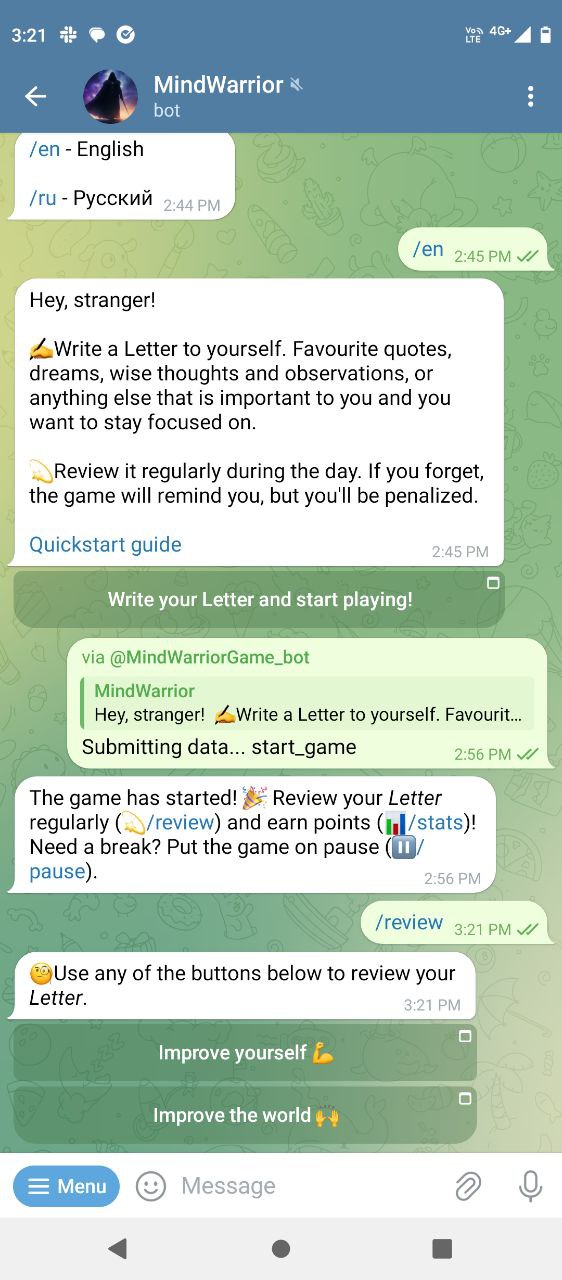 3:21 VoLTE 4G+
MindWarrior
bot
/en - English
/ru - Русский 2:44 PM
/en 2:45 PM
Hey, stranger!
✍️Write a Letter to yourself. Favourite quotes,
dreams, wise thoughts and observations, or
anything else that is important to you and you
want to stay focused on.
💫Review it regularly during the day. If you forget,
the game will remind you, but you'll be penalized.
Quickstart guide 2:45 PM
Write your Letter and start playing!
via @MindWarriorGame_bot
MindWarrior
Hey, stranger! ✍️Write a Letter to yourself. Favourit...
Submitting data... start_game 2:56 PM
The game has started!🎉 Review your Letter
regularly (💫/review) and earn points (📊/stats)!
Need a break? Put the game on pause (⏸/
pause). 2:56 PM
/review 3:21 PM
🧐Use any of the buttons below to review your
Letter. 3:21 PM
Improve yourself 💪
Improve the world 🙌
Menu Message